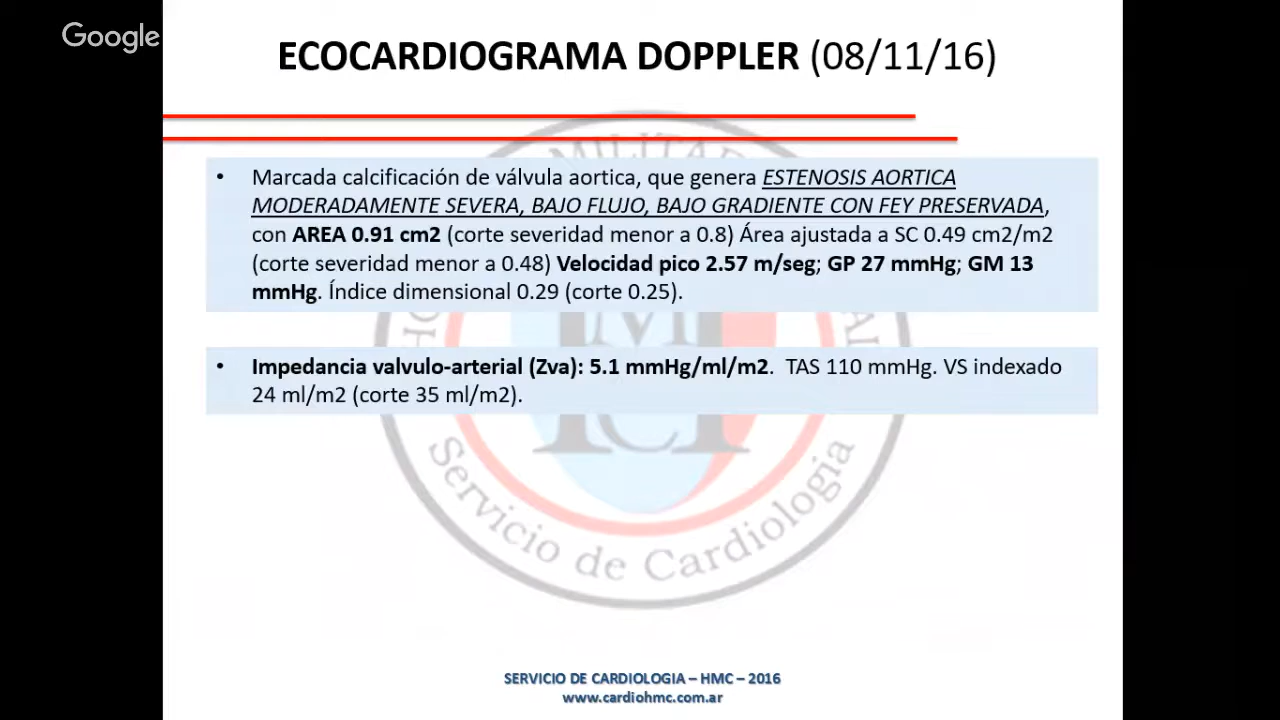 Google
ECOCARDIOGRAMA DOPPLER (08/11/16)
• Marcada calcificación de válvula aortica, que genera ESTENOSIS AORTICA
MODERADAMENTE SEVERA, BAJO FLUJO, BAJO GRADIENTE CON FEY PRESERVADA,
con AREA 0.91 cm2 (corte severidad menor a 0.8) Área ajustada a SC 0.49 cm2/m2
(corte severidad menor a 0.48) Velocidad pico 2.57 m/seg; GP 27 mmHg; GM 13
mmHg. Índice dimensional 0.29 (corte 0.25).
• Impedancia valvulo-arterial (Zva): 5.1 mmHg/ml/m2. TAS 110 mmHg. VS indexado
24 ml/m2 (corte 35 ml/m2).
Servicio de Cardiologia
SERVICIO DE CARDIOLOGIA – HMC – 2016
www.cardiohmc.com.ar